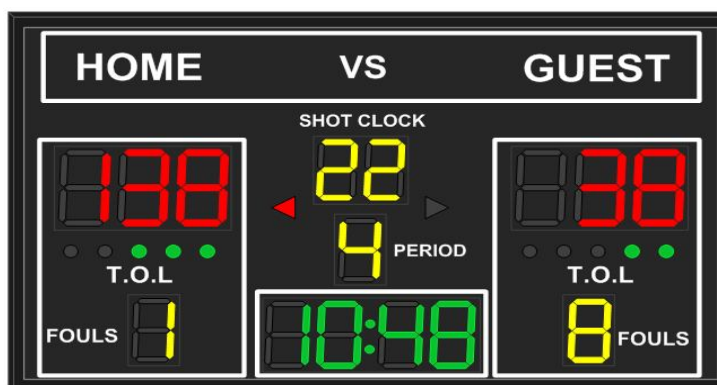 HOME VS GUEST
SHOT CLOCK
138 22 38
4 PERIOD
T.O.L T.O.L
FOULS 1 10:48 8 FOULS